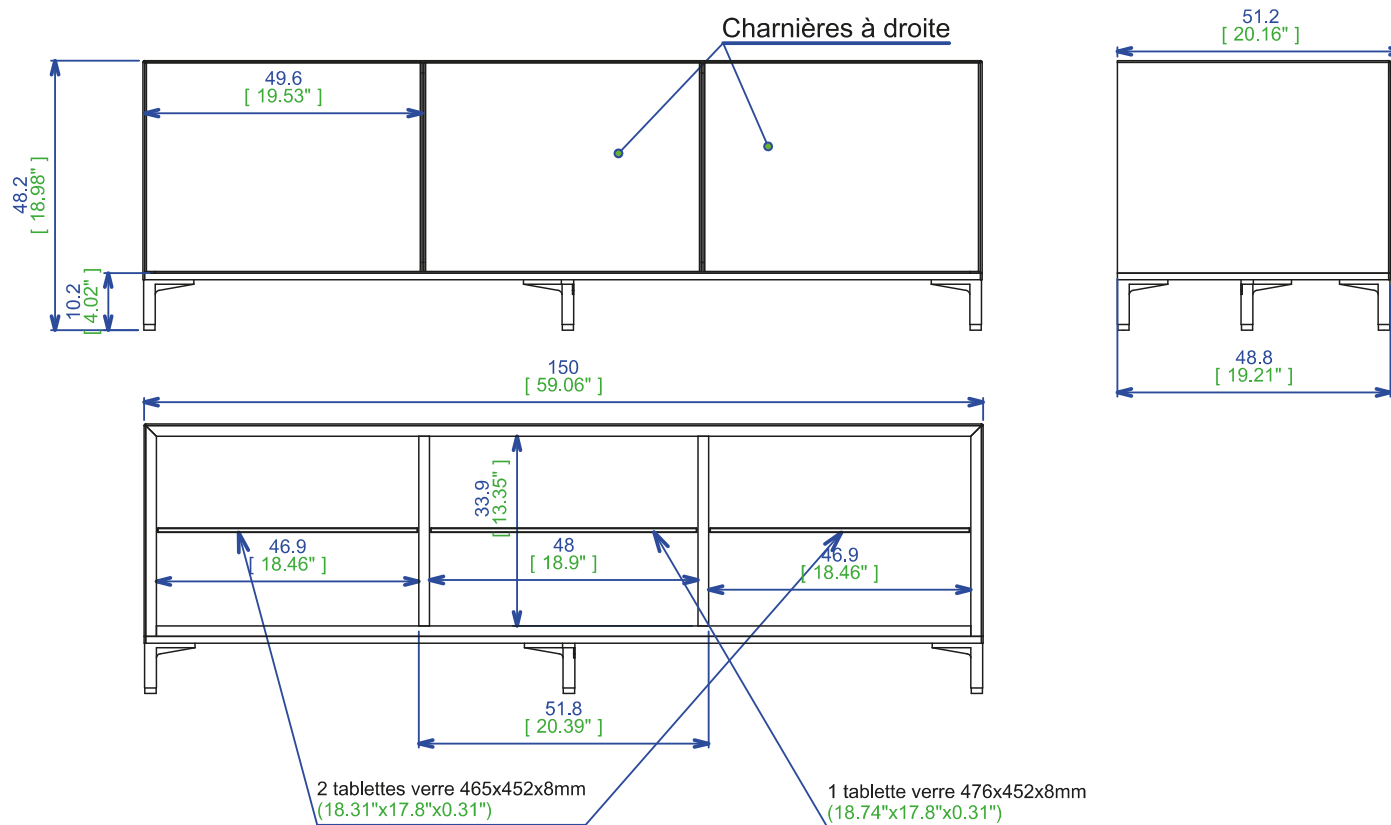 Charnières à droite
51.2
[ 20.16" ]
49.6
[ 19.53" ]
48.2
[ 18.98" ]
10.2
[ 4.02" ]
48.8
[ 19.21" ]
150
[ 59.06" ]
33.9
[ 13.35" ]
46.9
[ 18.46" ]
48
[ 18.9" ]
46.9
[ 18.46" ]
51.8
[ 20.39" ]
2 tablettes verre 465x452x8mm
(18.31"x17.8"x0.31")
1 tablette verre 476x452x8mm
(18.74"x17.8"x0.31")